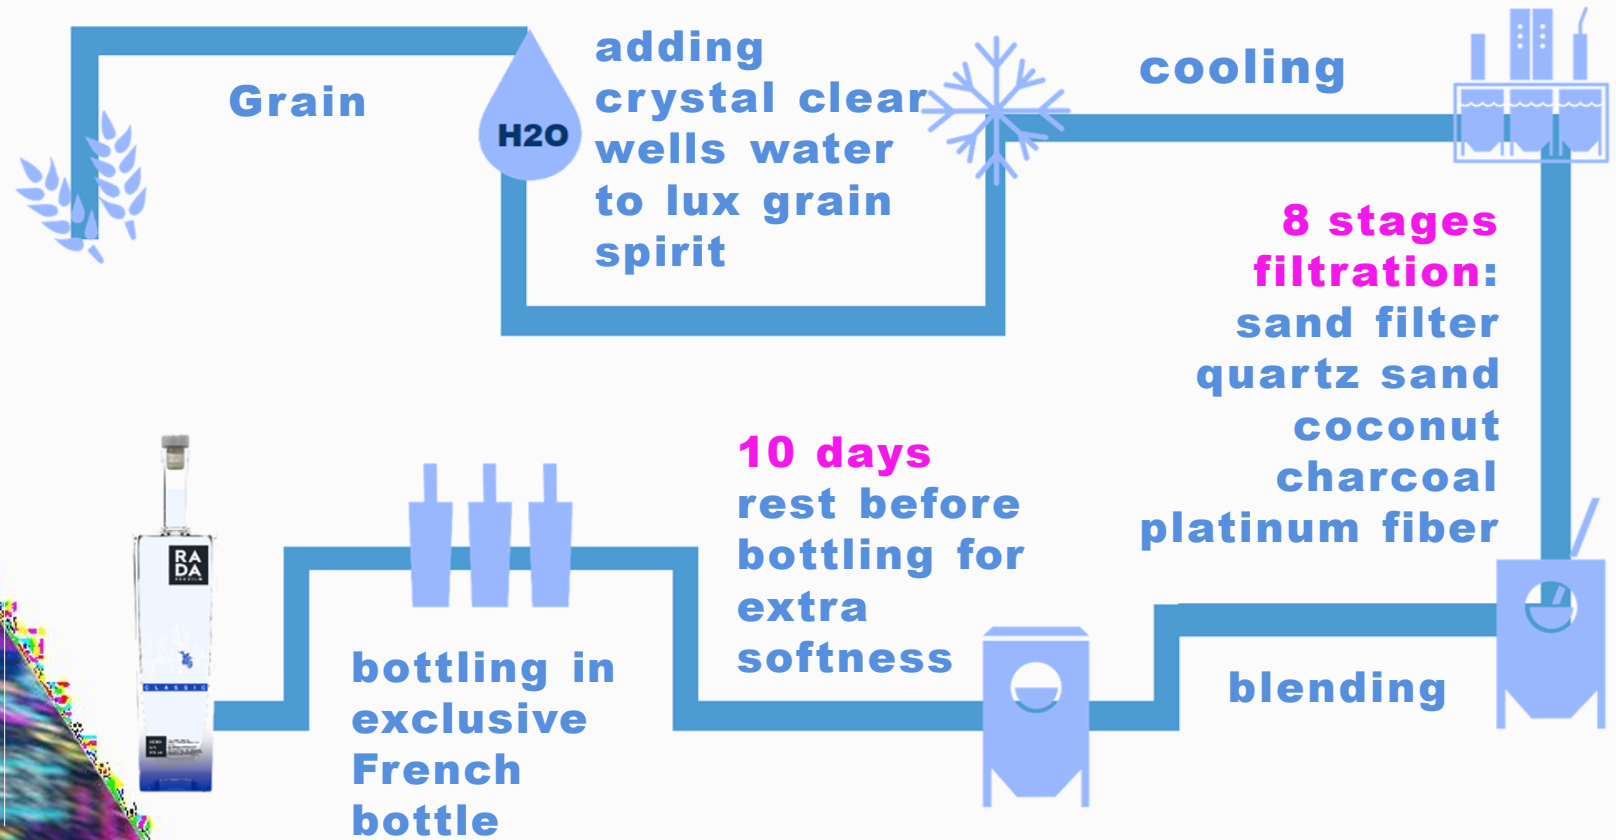 Grain
H2O
adding
crystal clear
wells water
to lux grain
spirit
cooling
8 stages
filtration:
sand filter
quartz sand
coconut
charcoal
platinum fiber
blending
10 days
rest before
bottling for
extra
softness
bottling in
exclusive
French
bottle
RA
DA
CLASSIC